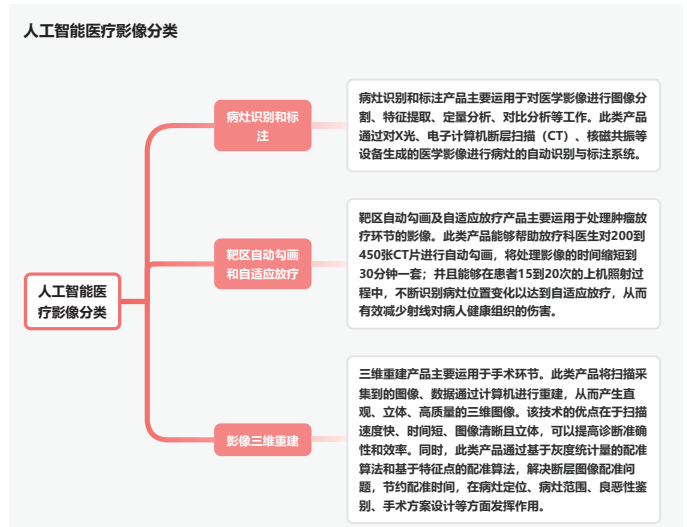 人工智能医疗影像分类
病灶识别和标
注
病灶识别和标注产品主要运用于对医学影像进行图像分
割、特征提取、定量分析、对比分析等工作。此类产品
通过对X光、电子计算机断层扫描（CT）、核磁共振等
设备生成的医学影像进行病灶的自动识别与标注系统。
靶区自动勾画
和自适应放疗
靶区自动勾画及自适应放疗产品主要运用于处理肿瘤放
疗环节的影像。此类产品能够帮助放疗科医生对200到
450张CT片进行自动勾画，将处理影像的时间缩短到
30分钟一套；并且能够在患者15到20次的上机照射过
程中，不断识别病灶位置变化以达到自适应放疗，从而
有效减少射线对病人健康组织的伤害。
人工智能医
疗影像分类
影像三维重建
三维重建产品主要运用于手术环节。此类产品将扫描采
集到的图像、数据通过计算机进行重建，从而产生直
观、立体、高质量的三维图像。该技术的优点在于扫描
速度快、时间短、图像清晰且立体，可以提高诊断准确
性和效率。同时，此类产品通过基于灰度统计量的配准
算法和基于特征点的配准算法，解决断层图像配准问
题，节约配准时间，在病灶定位、病灶范围、良恶性鉴
别、手术方案设计等方面发挥作用。